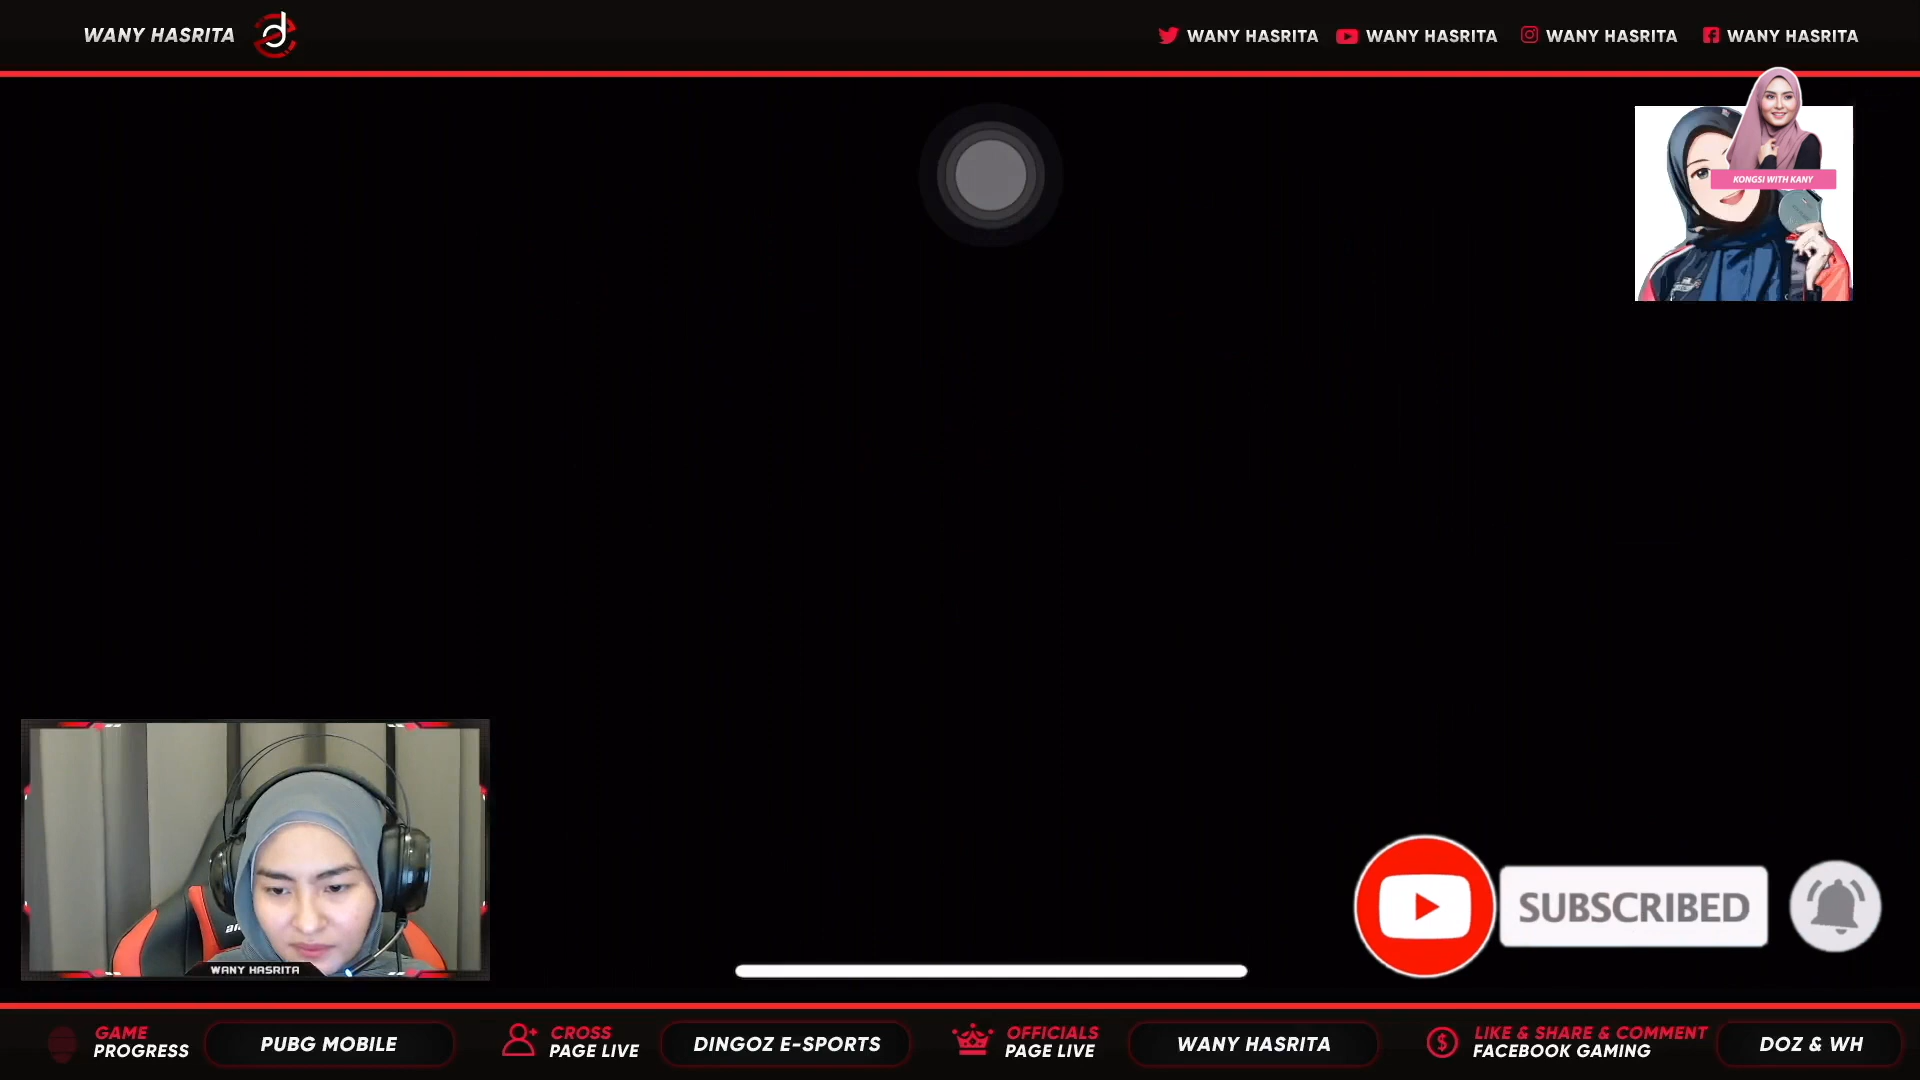 WANY HASRITA
WANY HASRITA
WANY HASRITA
WANY HASRITA
WANY HASRITA
KONGSI WITH KANY
WANY HASRITA
SUBSCRIBED
GAME
PROGRESS
PUBG MOBILE
CROSS
PAGE LIVE
DINGOZ E-SPORTS
OFFICIALS
PAGE LIVE
WANY HASRITA
LIKE & SHARE & COMMENT
FACEBOOK GAMING
DOZ & WH